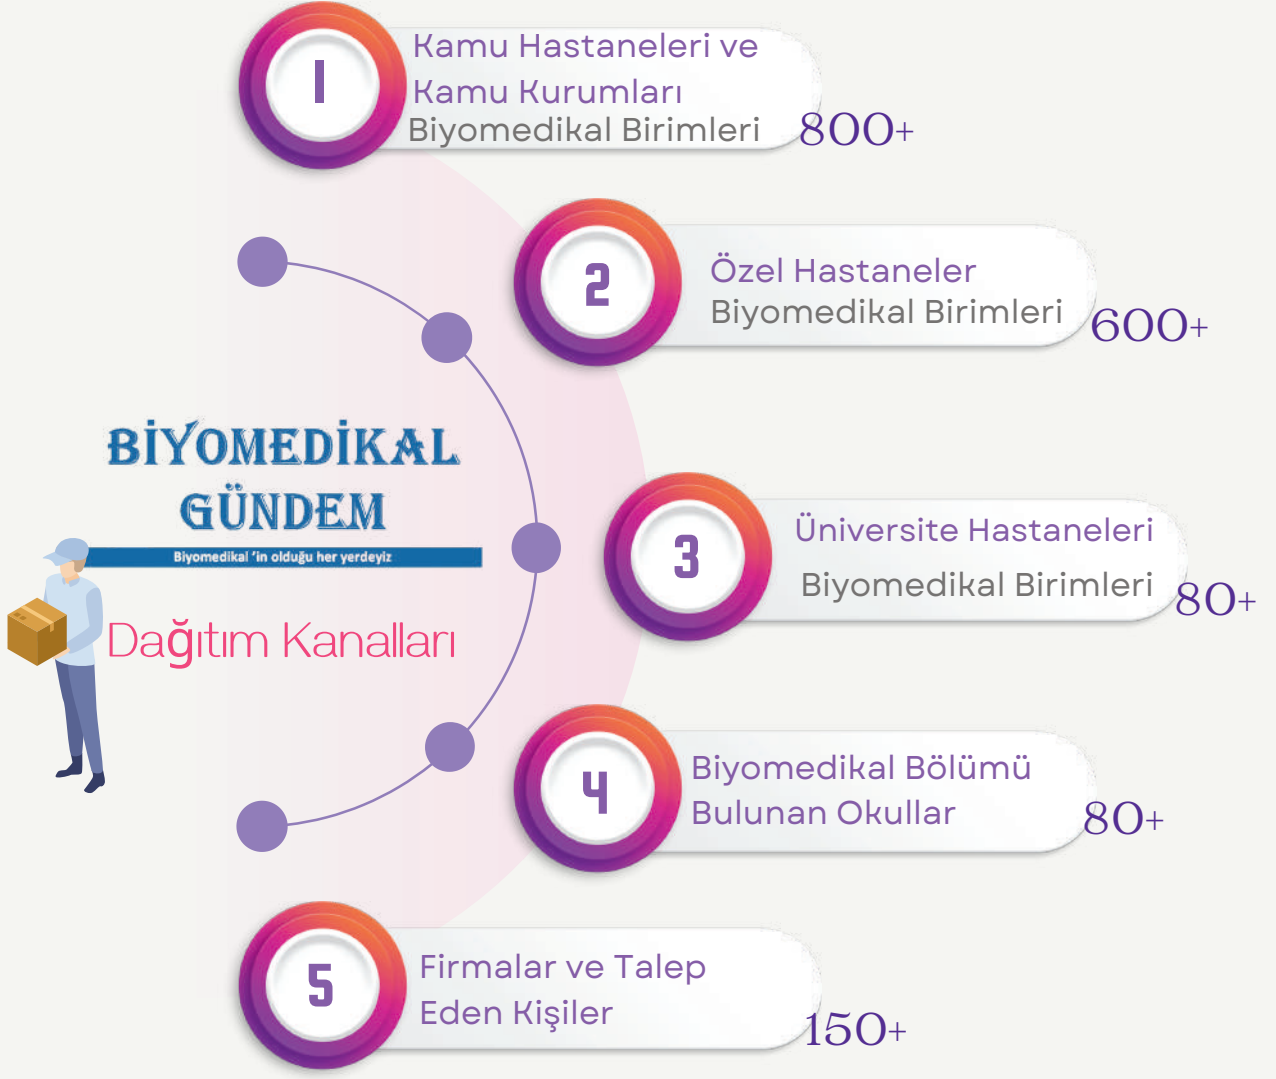 1
Kamu Hastaneleri ve
Kamu Kurumları
Biyomedikal Birimleri
800+
2
Özel Hastaneler
Biyomedikal Birimleri
600+
BİYOMEDİKAL
GÜNDEM
Biyomedikal 'in olduğu her yerdeyiz
Dağıtım Kanalları
3
Üniversite Hastaneleri
Biyomedikal Birimleri
80+
4
Biyomedikal Bölümü
Bulunan Okullar
80+
5
Firmalar ve Talep
Eden Kişiler
150+